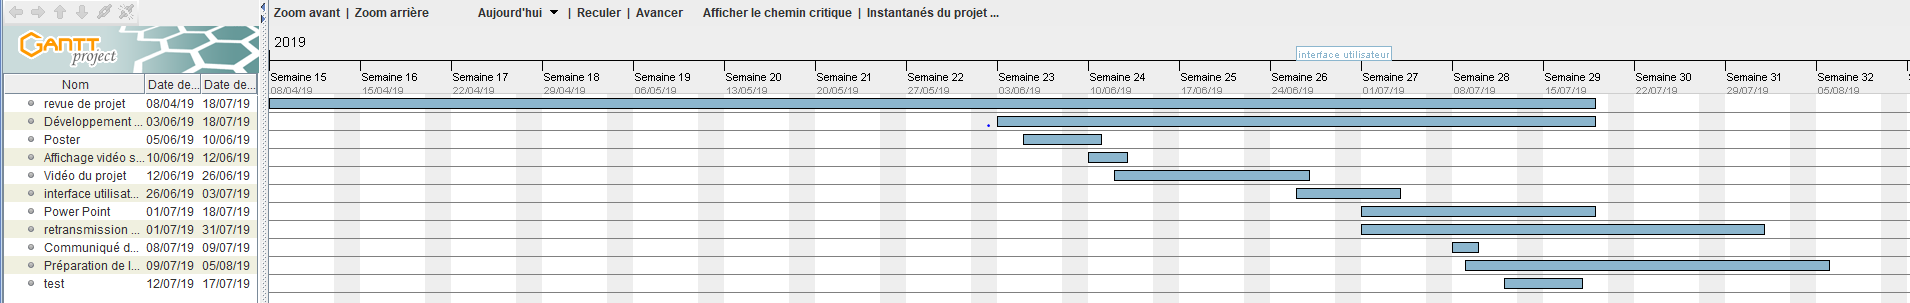 Zoom avant | Zoom arrière Aujourd'hui | Reculer | Avancer Afficher le chemin critique | Instantanés du projet ...
GANTT project
2019
interface utilisateur
Nom Date de... Date de...
Semaine 15 Semaine 16 Semaine 17 Semaine 18 Semaine 19 Semaine 20 Semaine 21 Semaine 22 Semaine 23 Semaine 24 Semaine 25 Semaine 26 Semaine 27 Semaine 28 Semaine 29 Semaine 30 Semaine 31 Semaine 32 S
08/04/19 15/04/19 22/04/19 29/04/19 06/05/19 13/05/19 20/05/19 27/05/19 03/06/19 10/06/19 17/06/19 24/06/19 01/07/19 08/07/19 15/07/19 22/07/19 29/07/19 05/08/19
revue de projet 08/04/19 18/07/19
Développement ... 03/06/19 18/07/19
Poster 05/06/19 10/06/19
Affichage vidéo s... 10/06/19 12/06/19
Vidéo du projet 12/06/19 26/06/19
interface utilisat... 26/06/19 03/07/19
Power Point 01/07/19 18/07/19
retransmission ... 01/07/19 31/07/19
Communiqué d... 08/07/19 09/07/19
Préparation de l... 09/07/19 05/08/19
test 12/07/19 17/07/19